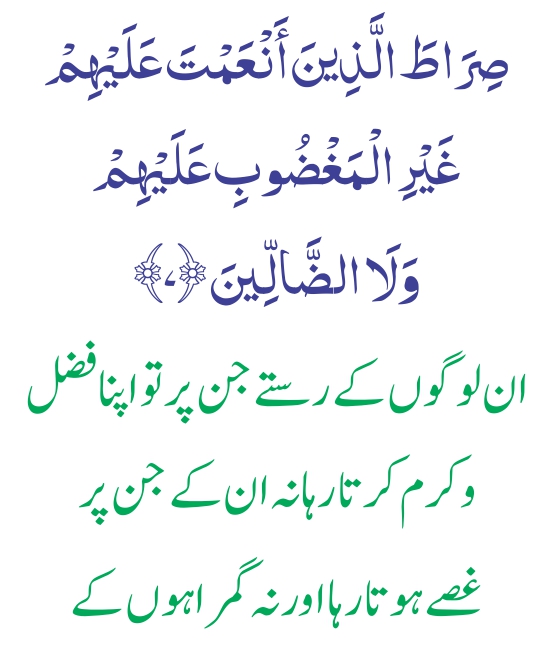 صِرَاطَ الَّذِينَ أَنْعَمْتَ عَلَيْهِمْ
غَيْرِ الْمَغْضُوبِ عَلَيْهِمْ
وَلَا الضَّالِّينَ ﴿۷﴾
ان لوگوں کے رستے جن پر تو اپنا فضل
و کرم کرتا رہا نہ ان کے جن پر
غصے ہوتا رہا اور نہ گمراہوں کے